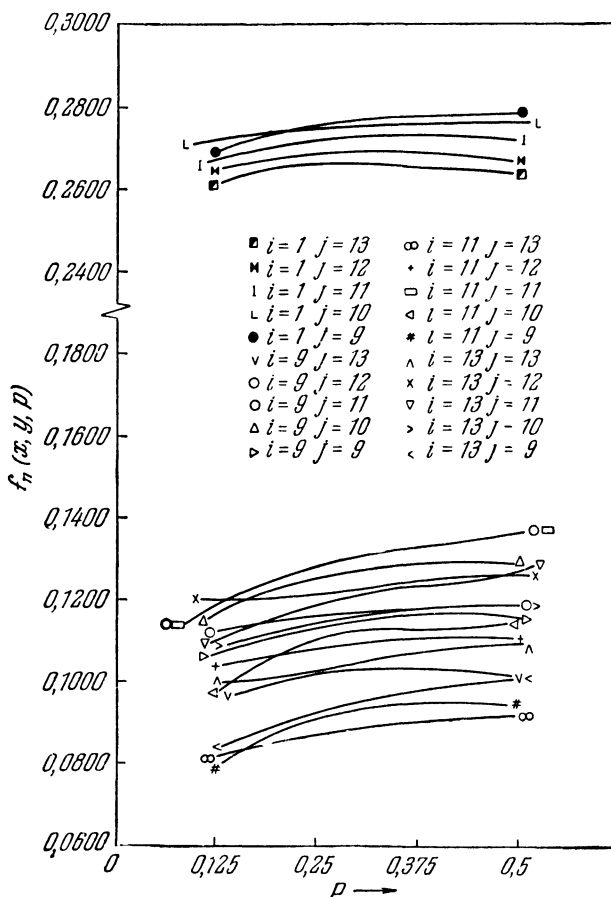 0,3000
0,2800
0,2600
0,2400
0,1800
0,1600
0,1400
0,1200
0,1000
0,0800
0,0600
fₙ (x, y, p)
L
I
I
L
i = 1 j = 13
i = 1 j = 12
I i = 1 j = 11
L i = 1 j = 10
i = 1 j = 9
v i = 9 j = 13
i = 9 j = 12
i = 9 j = 11
i = 9 j = 10
i = 9 j = 9
∞ i = 11 j = 13
+ i = 11 j = 12
i = 11 j = 11
i = 11 j = 10
# i = 11 j = 9
ʌ i = 13 j = 13
x i = 13 j = 12
i = 13 j = 11
> i = 13 j = 10
< i = 13 j = 9
0
0,125
0,25
0,375
0,5
p →